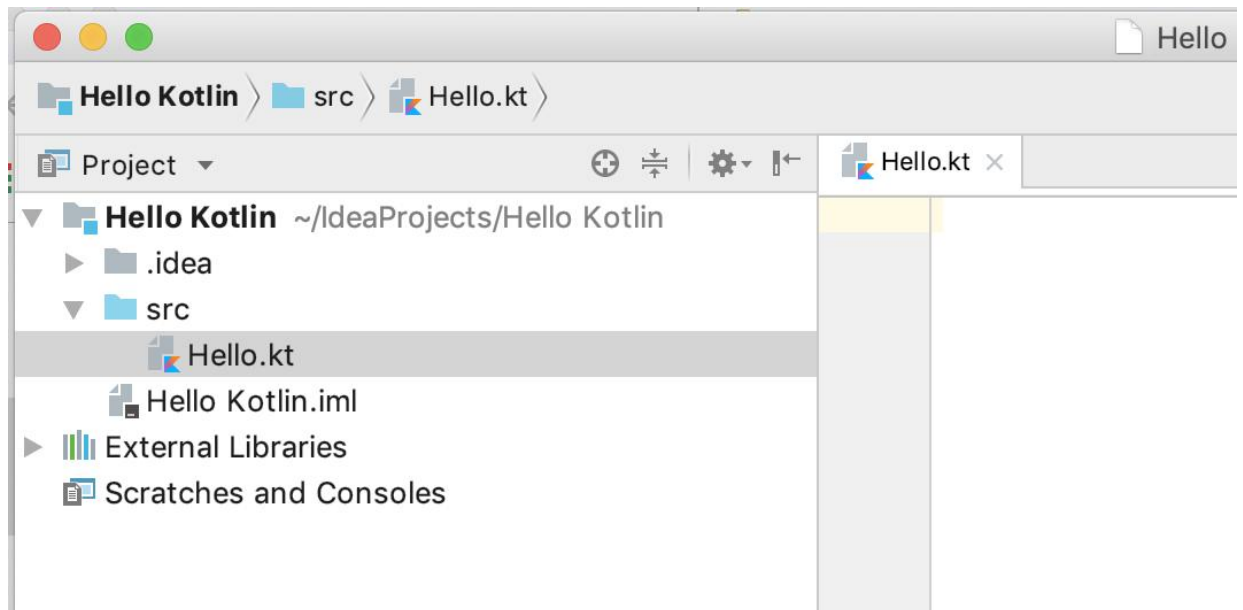 Hello
Hello Kotlin src Hello.kt
Project
Hello.kt
Hello Kotlin ~/IdeaProjects/Hello Kotlin
.idea
src
Hello.kt
Hello Kotlin.iml
External Libraries
Scratches and Consoles